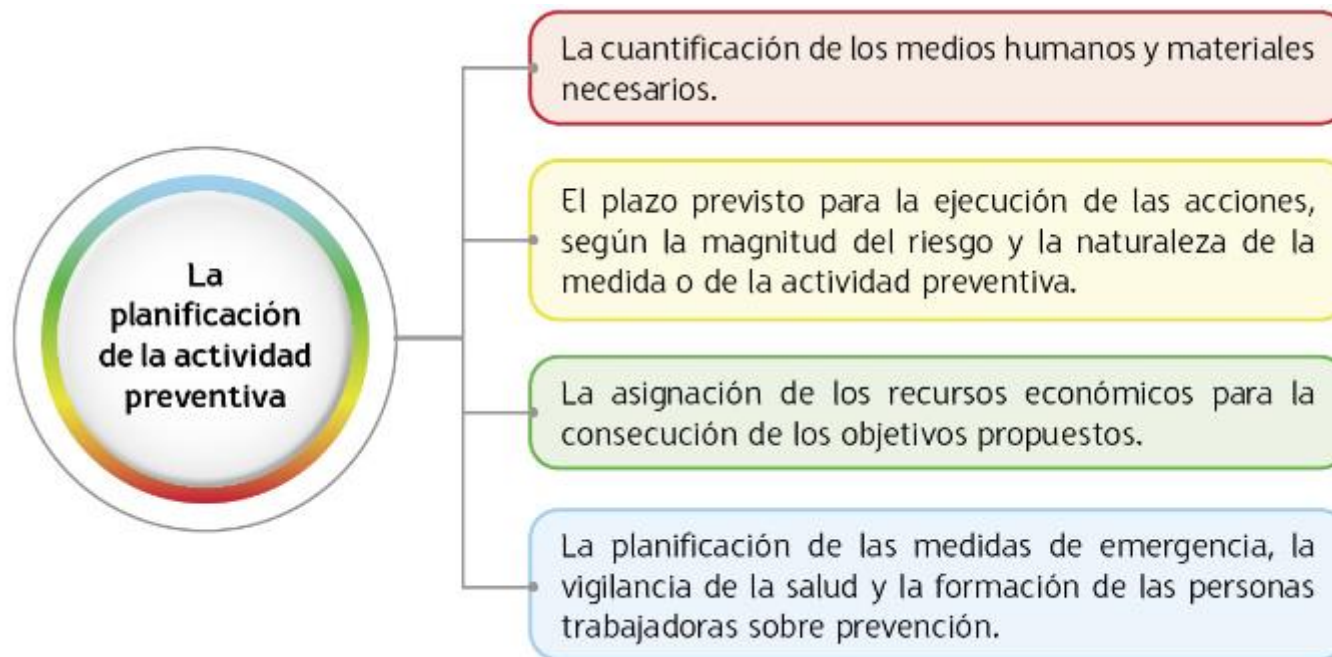 La
planificación
de la actividad
preventiva
La cuantificación de los medios humanos y materiales
necesarios.
El plazo previsto para la ejecución de las acciones,
según la magnitud del riesgo y la naturaleza de la
medida o de la actividad preventiva.
La asignación de los recursos económicos para la
consecución de los objetivos propuestos.
La planificación de las medidas de emergencia, la
vigilancia de la salud y la formación de las personas
trabajadoras sobre prevención.